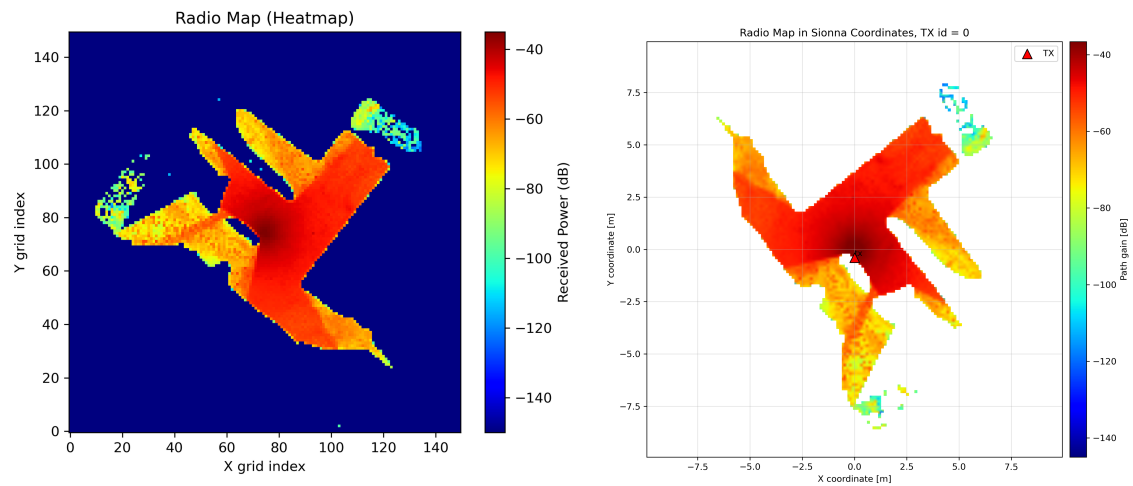 Radio Map (Heatmap)
140
120
100
80
60
40
20
0
Y grid index
0 20 40 60 80 100 120 140
X grid index
−40
−60
−80
−100
−120
−140
Received Power (dB)
Radio Map in Sionna Coordinates, TX id = 0
TX
7.5
5.0
2.5
0.0
−2.5
−5.0
−7.5
Y coordinate [m]
−7.5 −5.0 −2.5 0.0 2.5 5.0 7.5
X coordinate [m]
−40
−60
−80
−100
−120
−140
Path gain [dB]